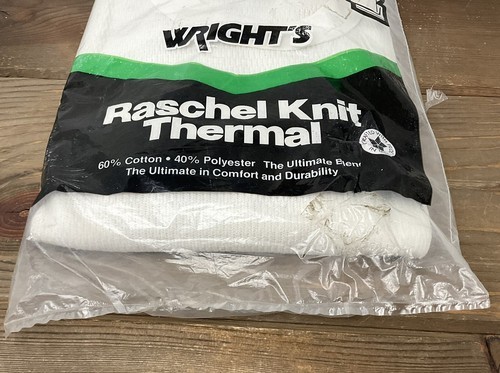 WRIGHT'S
Raschel Knit
Thermal
60% Cotton • 40% Polyester The Ultimate Blend
The Ultimate in Comfort and Durability